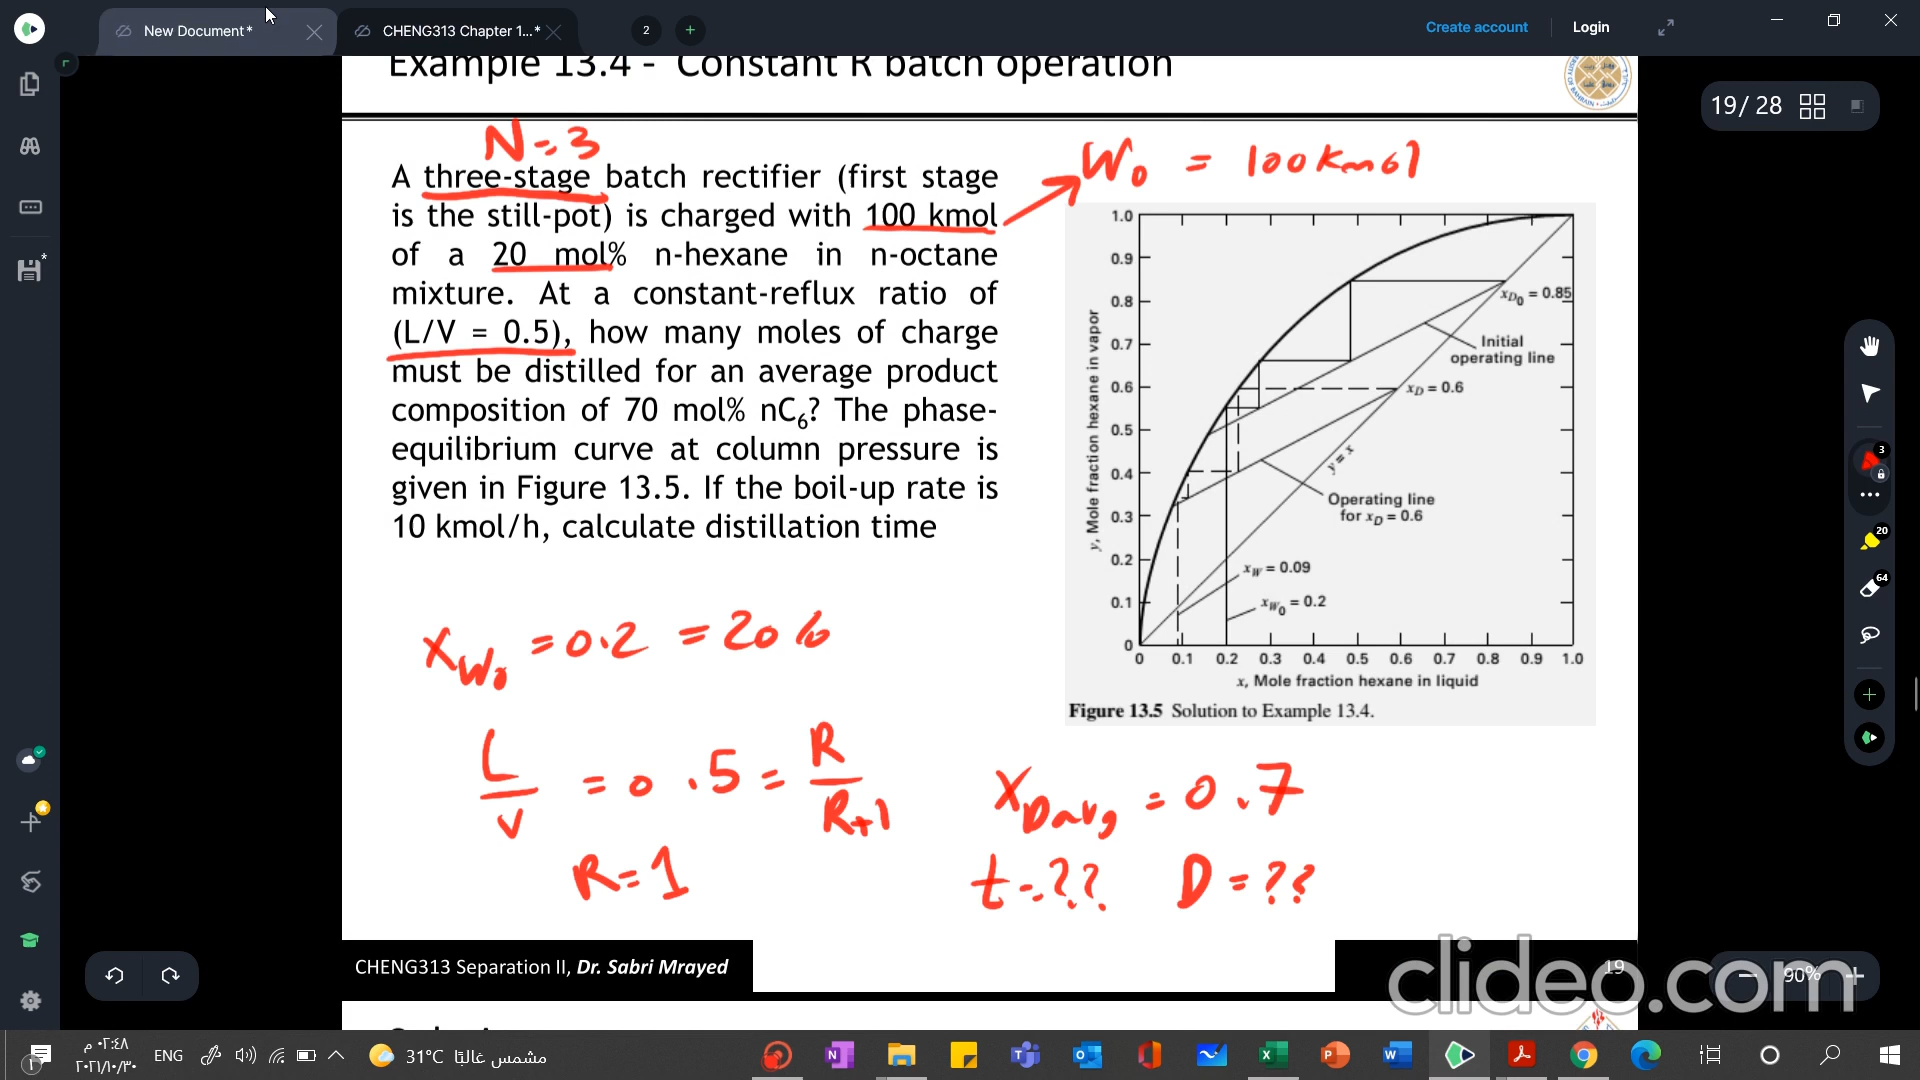 New Document*
CHENG313 Chapter 1...*
2
Create account
Login
Example 13.4 - Constant R batch operation
19/ 28
N=3
A three-stage batch rectifier (first stage
is the still-pot) is charged with 100 kmol
of a 20 mol% n-hexane in n-octane
mixture. At a constant-reflux ratio of
(L/V = 0.5), how many moles of charge
must be distilled for an average product
composition of 70 mol% nC6? The phase-
equilibrium curve at column pressure is
given in Figure 13.5. If the boil-up rate is
10 kmol/h, calculate distillation time
W0 = 100 kmol
1.0
0.9
0.8
0.7
0.6
0.5
0.4
0.3
0.2
0.1
0
y, Mole fraction hexane in vapor
xD0 = 0.85
Initial
operating line
xD = 0.6
y = x
Operating line
for xD = 0.6
xW = 0.09
xW0 = 0.2
0 0.1 0.2 0.3 0.4 0.5 0.6 0.7 0.8 0.9 1.0
x, Mole fraction hexane in liquid
Figure 13.5 Solution to Example 13.4.
xW0 = 0.2 = 20%
L/V = 0.5 = R/R+1
R=1
xDavg = 0.7
t=?? D=??
3
20
64
CHENG313 Separation II, Dr. Sabri Mrayed
19
90%
clideo.com
٠٢:٤٨ م
٢٠٢١/١٠/٣٠
ENG
31°C مشمس غالبًا